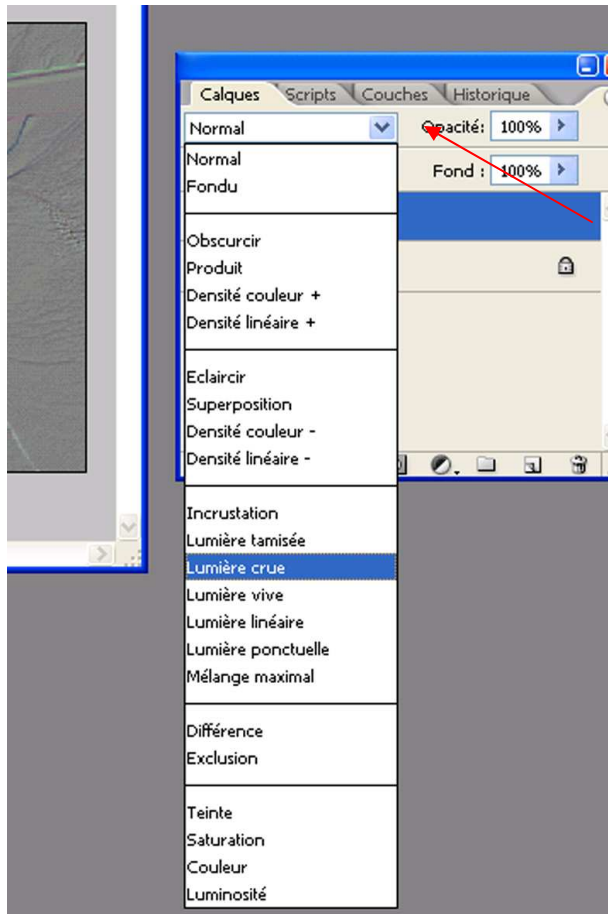 Calques Scripts Couches Historique
Normal Opacité: 100%
Normal Fond : 100%
Fondu
Obscurcir
Produit
Densité couleur +
Densité linéaire +
Eclaircir
Superposition
Densité couleur -
Densité linéaire -
Incrustation
Lumière tamisée
Lumière crue
Lumière vive
Lumière linéaire
Lumière ponctuelle
Mélange maximal
Différence
Exclusion
Teinte
Saturation
Couleur
Luminosité